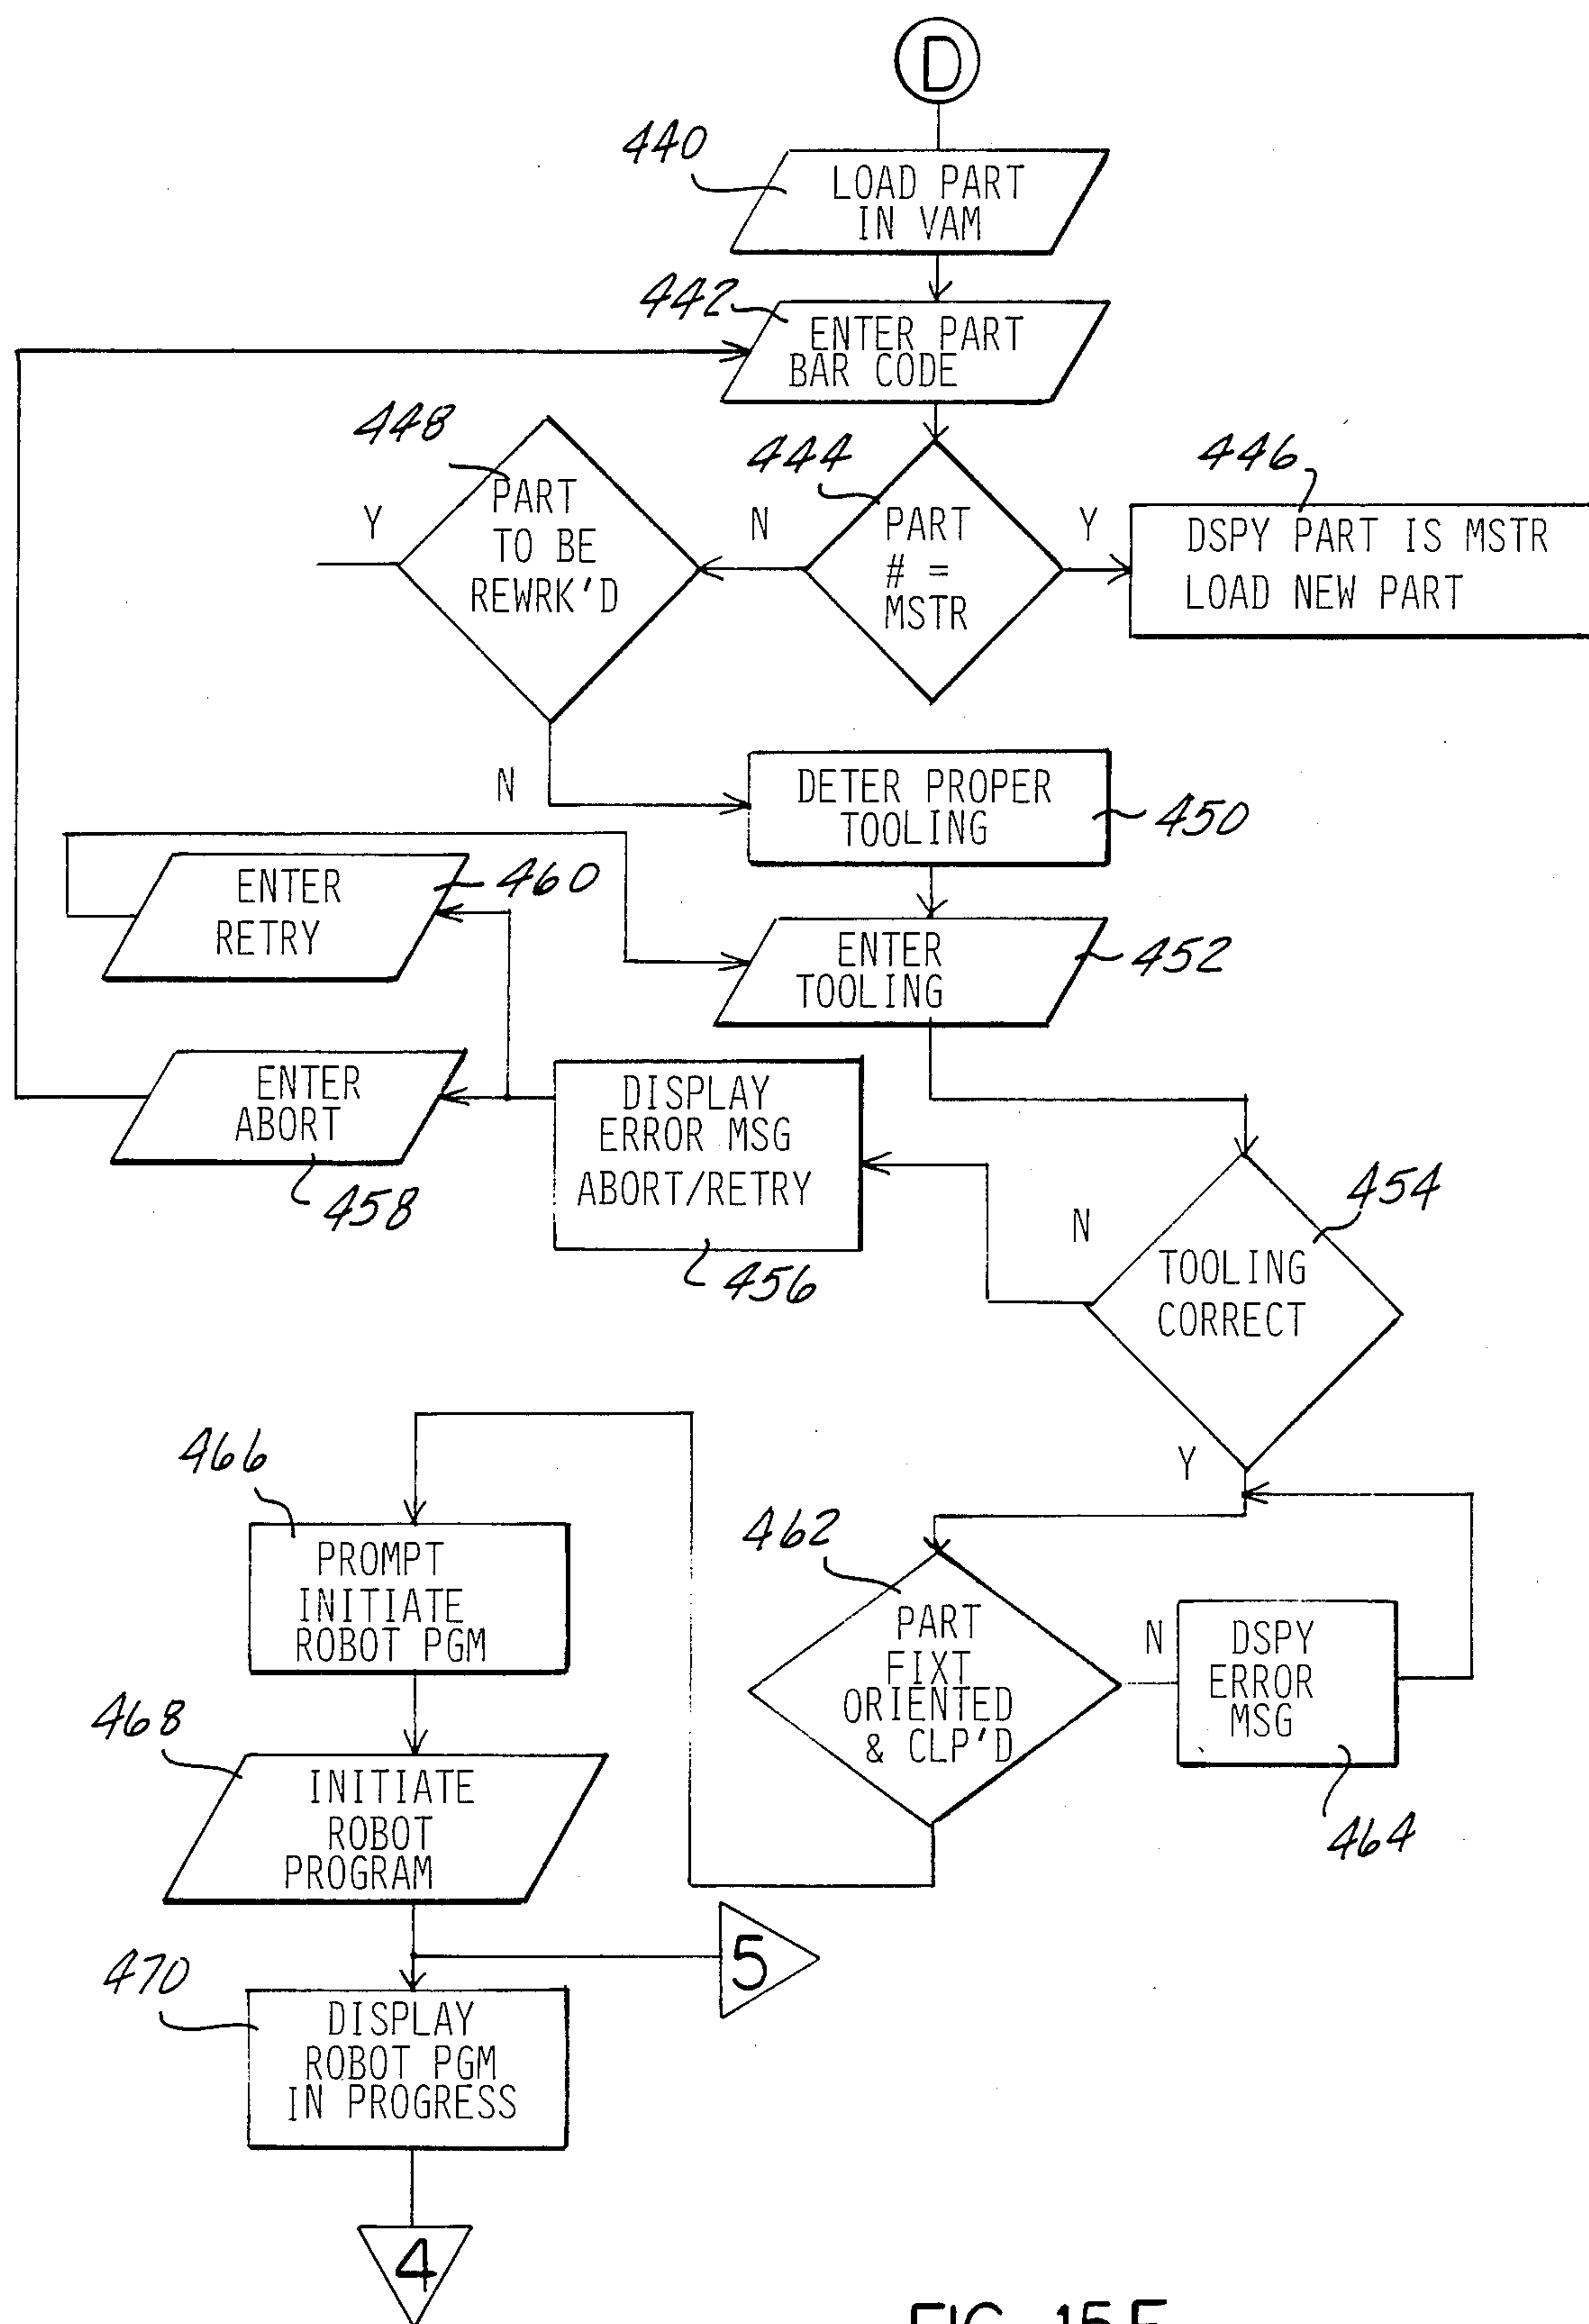 D
440
LOAD PART
IN VAM
442
ENTER PART
BAR CODE
448
PART
TO BE
REWRK'D
Y
N
444
PART
# =
MSTR
N
Y
446
DSPY PART IS MSTR
LOAD NEW PART
DETER PROPER
TOOLING
450
ENTER
RETRY
460
ENTER
TOOLING
452
ENTER
ABORT
458
DISPLAY
ERROR MSG
ABORT/RETRY
456
454
N
TOOLING
CORRECT
Y
466
PROMPT
INITIATE
ROBOT PGM
462
PART
FIXT
ORIENTED
& CLP'D
N
DSPY
ERROR
MSG
464
468
INITIATE
ROBOT
PROGRAM
5
470
DISPLAY
ROBOT PGM
IN PROGRESS
4
FIG. 15F